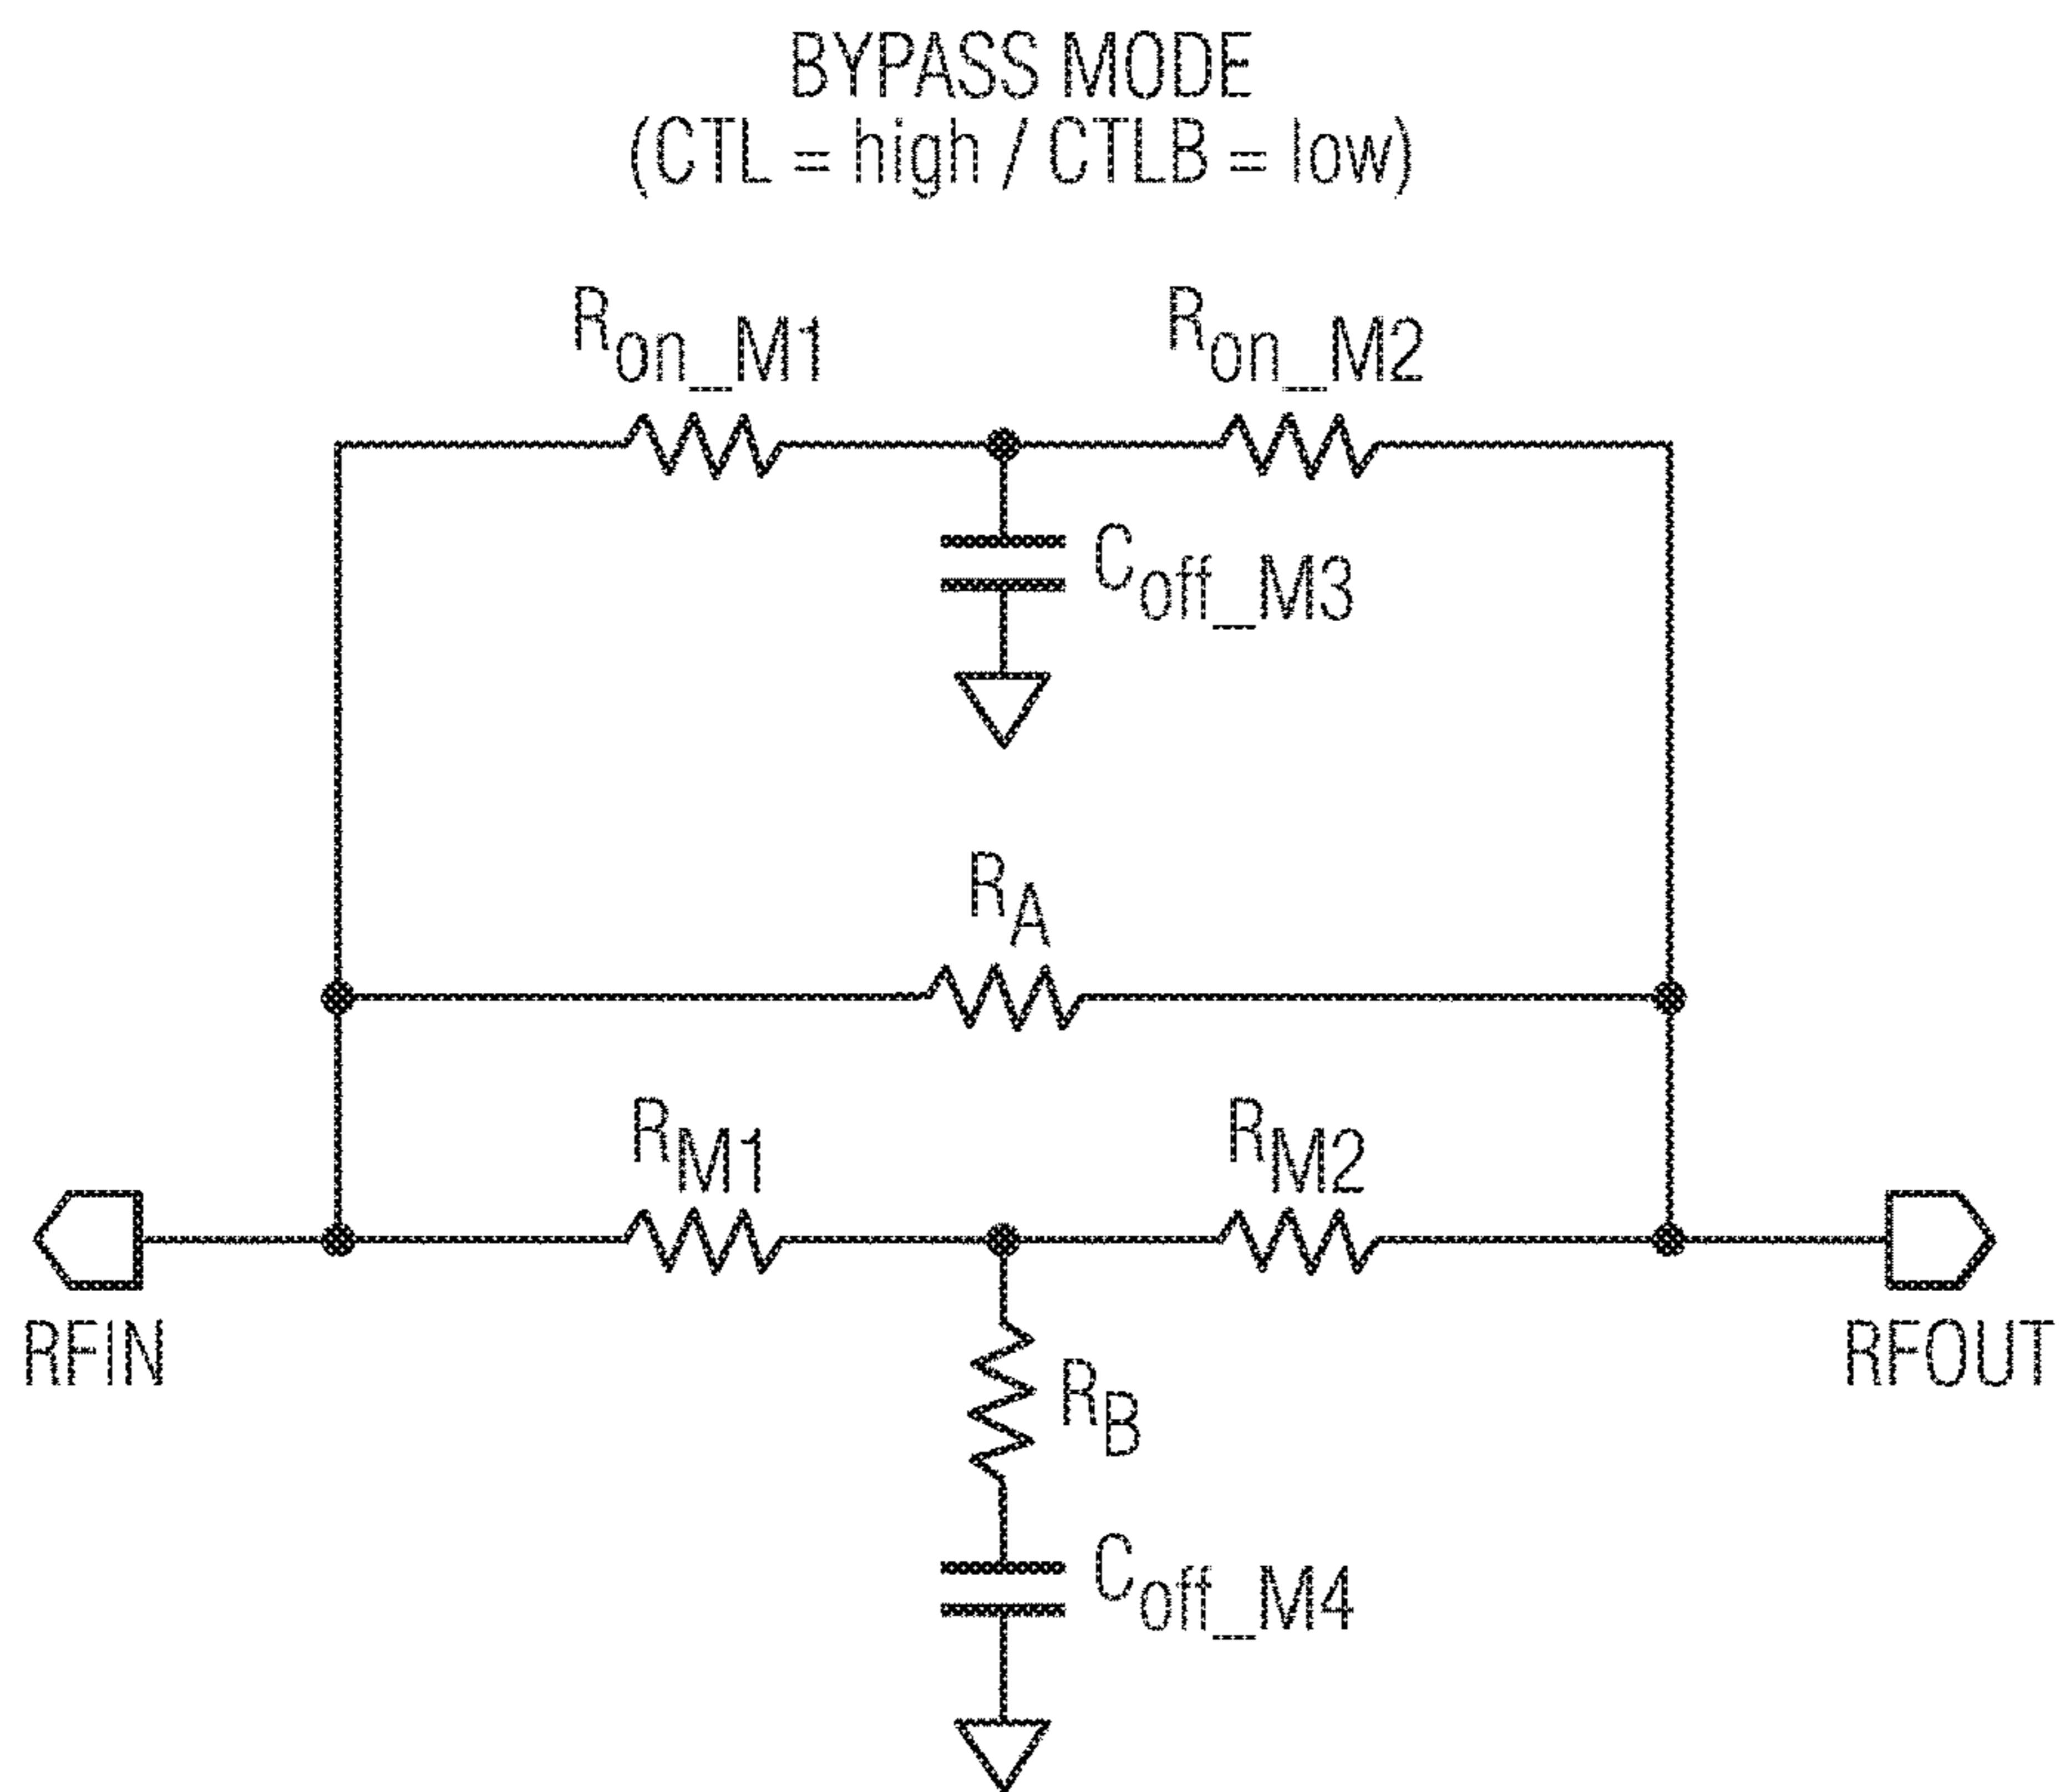 BYPASS MODE
(CTL = high / CTLB = low)
Ron_M1
Ron_M2
Coff_M3
RA
RM1
RM2
RFIN
RFOUT
RB
Coff_M4